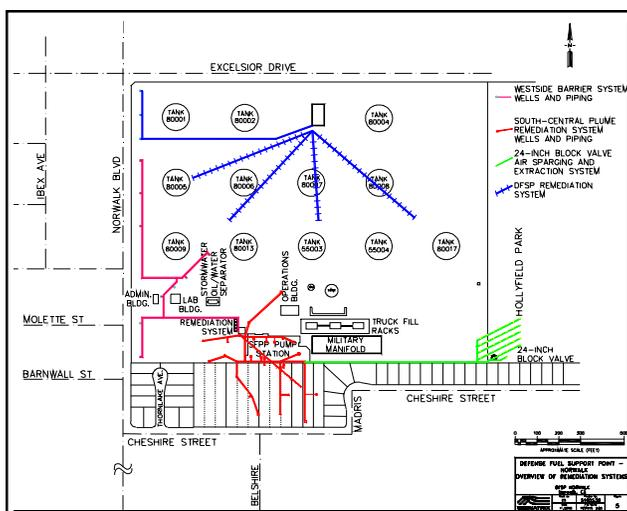 EXCELSIOR DRIVE
N
IBEX AVE
NORWALK BLVD
TANK
80001
TANK
80002
TANK
80004
TANK
80005
TANK
80006
TANK
TANK
80008
TANK
80009
TANK
80013
TANK
55003
TANK
55004
TANK
80017
WESTSIDE BARRIER SYSTEM
WELLS AND PIPING
SOUTH-CENTRAL PLUME
REMEDIATION SYSTEM
WELLS AND PIPING
24-INCH BLOCK VALVE
AIR SPARGING AND
EXTRACTION SYSTEM
DFSP REMEDIATION
SYSTEM
HOLLYFIELD PARK
STORMWATER
OIL/WATER
SEPARATOR
OPERATIONS
BLDG.
ADMIN.
BLDG.
LAB
BLDG.
MOLETTE ST
REMEDIATION
SYSTEM
SFPP PUMP
STATION
TRUCK FILL
RACKS
MILITARY
MANIFOLD
24-INCH
BLOCK VALVE
BARNWALL ST
THORNLAKE AVE
MADRIS
CHESHIRE STREET
CHESHIRE STREET
BELSHIRE
APPROXIMATE SCALE (FEET)
DEFENSE FUEL SUPPORT POINT -
NORWALK
OVERVIEW OF REMEDIATION SYSTEMS
DFSP NORWALK
5